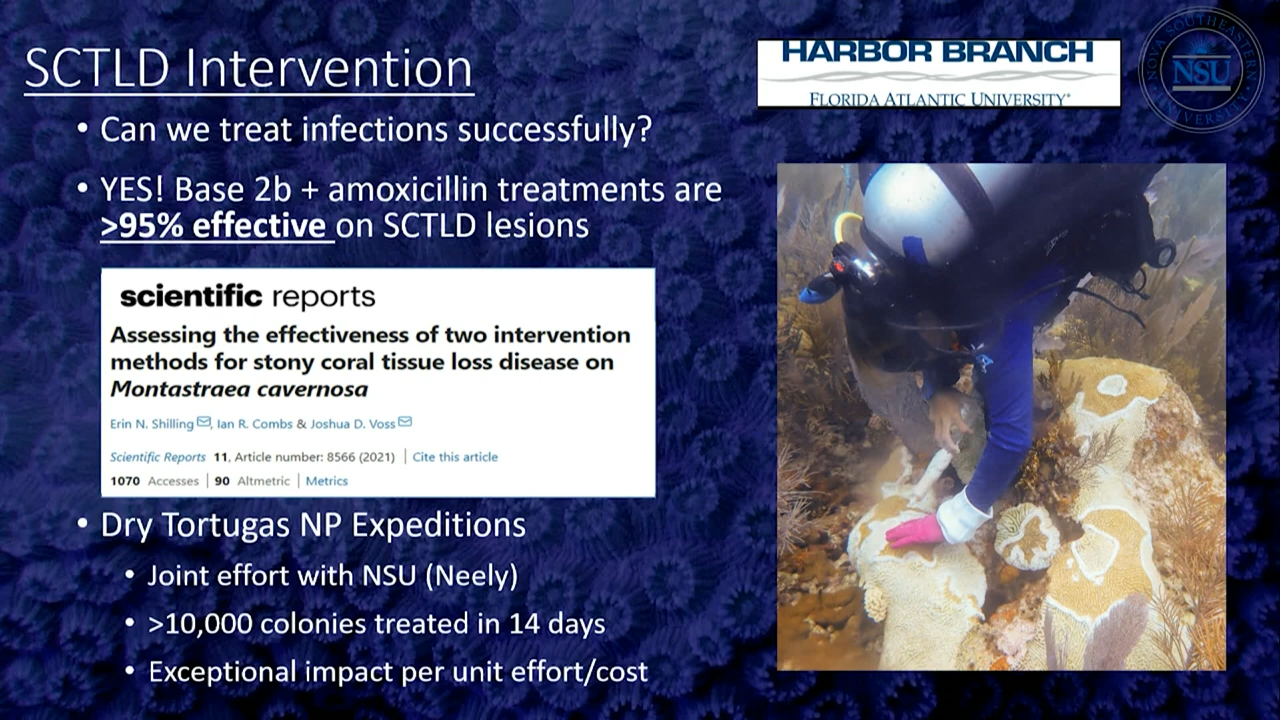 SCTLD Intervention
HARBOR BRANCH
FLORIDA ATLANTIC UNIVERSITY®
NOVA SOUTHEASTERN
NSU
UNIVERSITY
• Can we treat infections successfully?
• YES! Base 2b + amoxicillin treatments are
>95% effective on SCTLD lesions
scientific reports
Assessing the effectiveness of two intervention
methods for stony coral tissue loss disease on
Montastraea cavernosa
Erin N. Shilling, Ian R. Combs & Joshua D. Voss
Scientific Reports 11, Article number: 8566 (2021) | Cite this article
1070 Accesses | 90 Altmetric | Metrics
• Dry Tortugas NP Expeditions
• Joint effort with NSU (Neely)
• >10,000 colonies treated in 14 days
• Exceptional impact per unit effort/cost